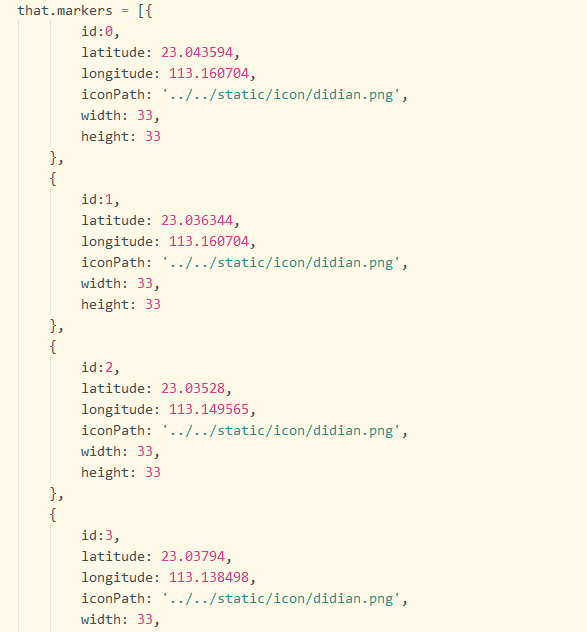 that.markers = [{
id:0,
latitude: 23.043594,
longitude: 113.160704,
iconPath: '../../static/icon/didian.png',
width: 33,
height: 33
},
{
id:1,
latitude: 23.036344,
longitude: 113.160704,
iconPath: '../../static/icon/didian.png',
width: 33,
height: 33
},
{
id:2,
latitude: 23.03528,
longitude: 113.149565,
iconPath: '../../static/icon/didian.png',
width: 33,
height: 33
},
{
id:3,
latitude: 23.03794,
longitude: 113.138498,
iconPath: '../../static/icon/didian.png',
width: 33,